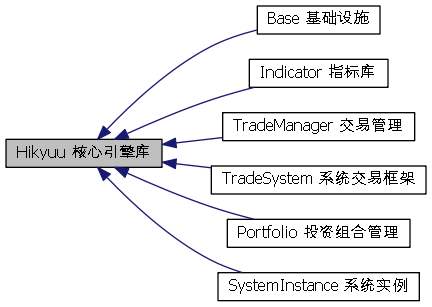 Base 基础设施
Indicator 指标库
TradeManager 交易管理
Hikyuu 核心引擎库
TradeSystem 系统交易框架
Portfolio 投资组合管理
SystemInstance 系统实例